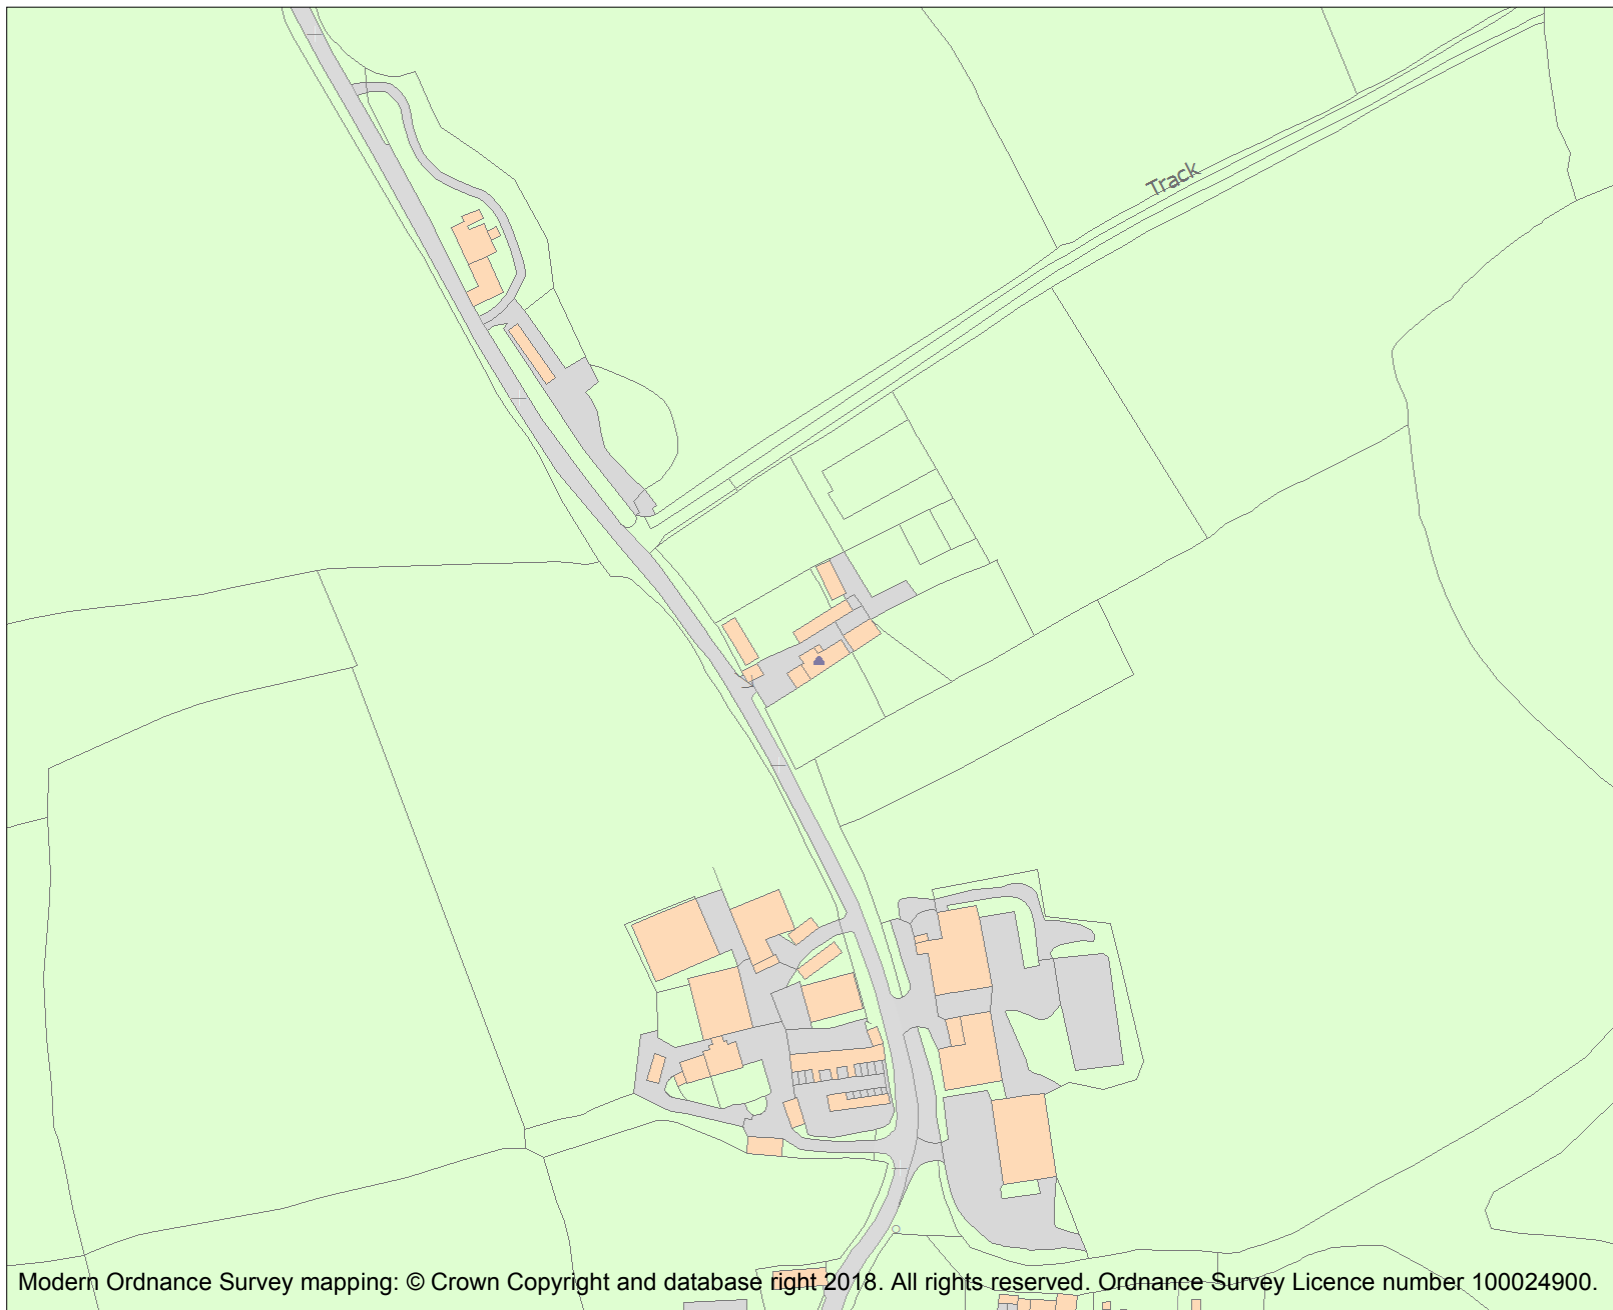 Track
Modern Ordnance Survey mapping: © Crown Copyright and database right 2018. All rights reserved. Ordnance Survey Licence number 100024900.